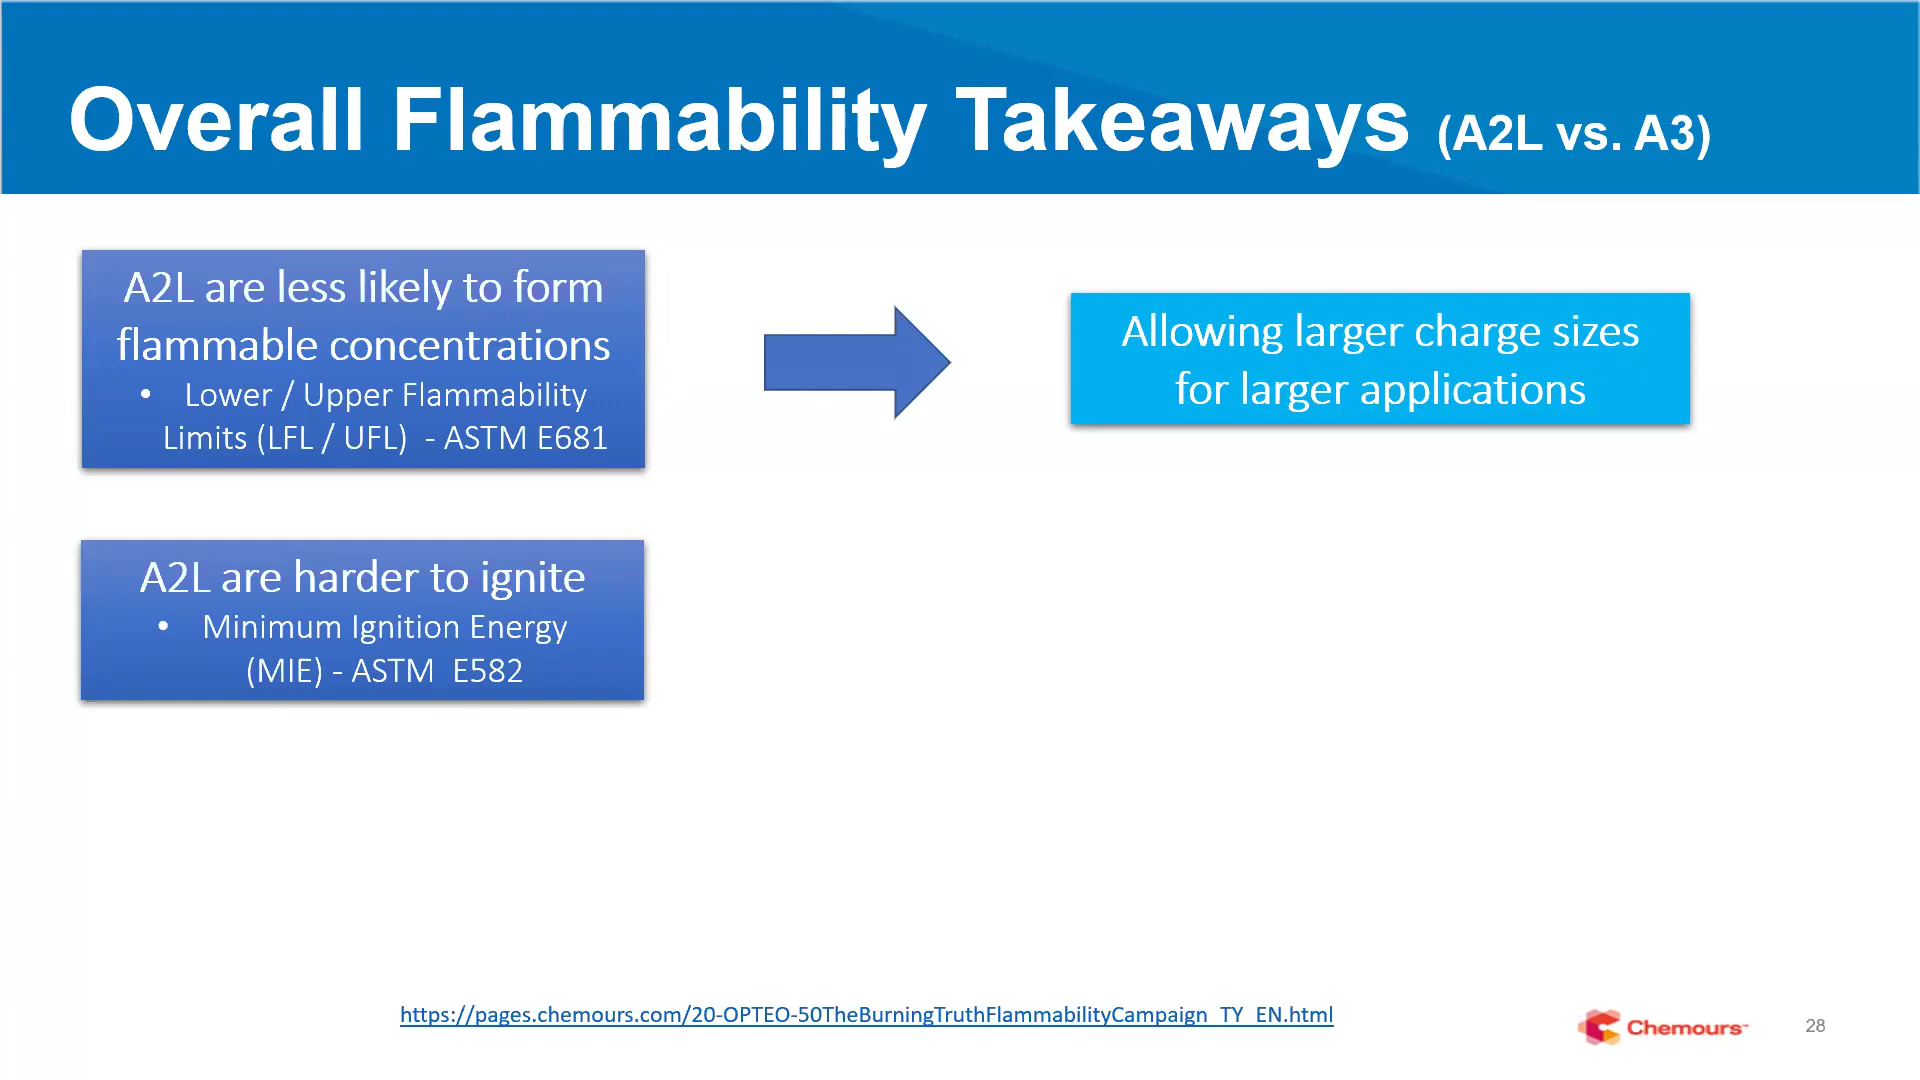 Overall Flammability Takeaways (A2L vs. A3)
A2L are less likely to form
flammable concentrations
• Lower / Upper Flammability
Limits (LFL / UFL) - ASTM E681
Allowing larger charge sizes
for larger applications
A2L are harder to ignite
• Minimum Ignition Energy
(MIE) - ASTM E582
https://pages.chemours.com/20-OPTEO-50TheBurningTruthFlammabilityCampaign_TY_EN.html
Chemours™
28